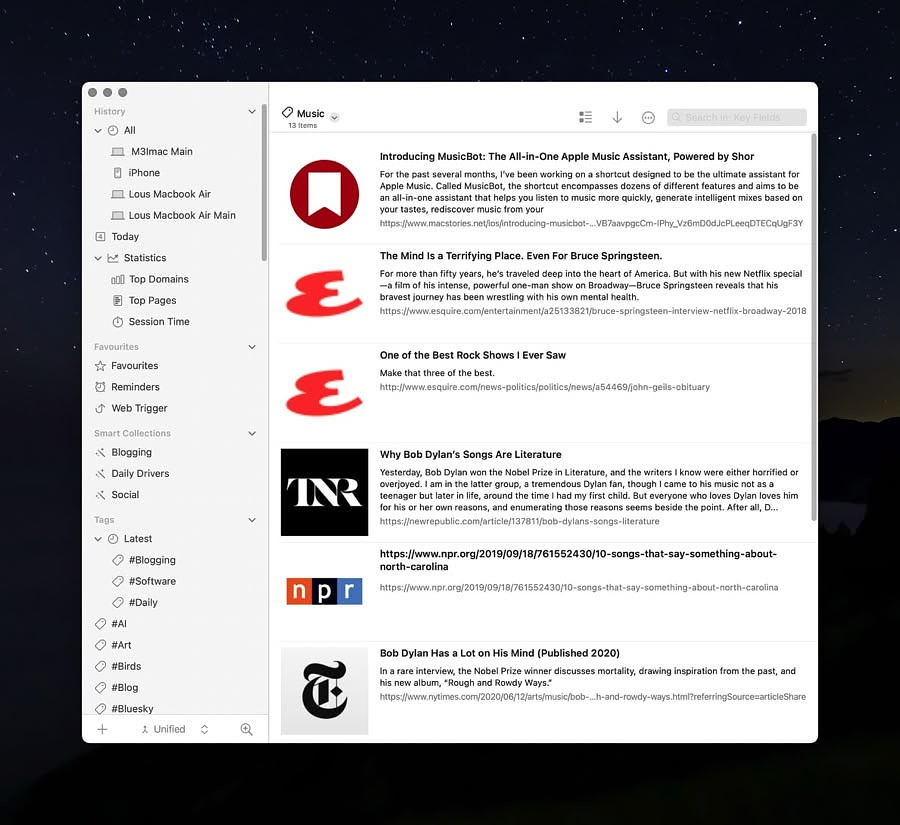 History
All
M3Imac Main
iPhone
Lous Macbook Air
Lous Macbook Air Main
4 Today
Statistics
Top Domains
Top Pages
Session Time
Favourites
Favourites
Reminders
Web Trigger
Smart Collections
Blogging
Daily Drivers
Social
Tags
Latest
#Blogging
#Software
#Daily
#AI
#Art
#Birds
#Blog
#Bluesky
Unified
Music
13 Items
Search in: Key Fields
Introducing MusicBot: The All-in-One Apple Music Assistant, Powered by Shor
For the past several months, I've been working on a shortcut designed to be the ultimate assistant for
Apple Music. Called MusicBot, the shortcut encompasses dozens of different features and aims to be
an all-in-one assistant that helps you listen to music more quickly, generate intelligent mixes based on
your tastes, rediscover music from your
https://www.macstories.net/ios/introducing-musicbot-...VB7aavpgcCm-IPhy_Vz6mD0dJcPLeeqDTECqUgF3Y
The Mind Is a Terrifying Place. Even For Bruce Springsteen.
For more than fifty years, he's traveled deep into the heart of America. But with his new Netflix special
—a film of his intense, powerful one-man show on Broadway—Bruce Springsteen reveals that his
bravest journey has been wrestling with his own mental health.
https://www.esquire.com/entertainment/a25133821/bruce-springsteen-interview-netflix-broadway-2018
One of the Best Rock Shows I Ever Saw
Make that three of the best.
http://www.esquire.com/news-politics/politics/news/a54469/john-geils-obituary
TNR
Why Bob Dylan's Songs Are Literature
Yesterday, Bob Dylan won the Nobel Prize in Literature, and the writers I know were either horrified or
overjoyed. I am in the latter group, a tremendous Dylan fan, though I came to his music not as a
teenager but later in life, around the time I had my first child. But everyone who loves Dylan loves him
for his or her own reasons, and enumerating those reasons seems beside the point. After all, D...
https://newrepublic.com/article/137811/bob-dylans-songs-literature
npr
https://www.npr.org/2019/09/18/761552430/10-songs-that-say-something-about-
north-carolina
https://www.npr.org/2019/09/18/761552430/10-songs-that-say-something-about-north-carolina
Bob Dylan Has a Lot on His Mind (Published 2020)
In a rare interview, the Nobel Prize winner discusses mortality, drawing inspiration from the past, and
his new album, “Rough and Rowdy Ways.”
https://www.nytimes.com/2020/06/12/arts/music/bob-...h-and-rowdy-ways.html?referringSource=articleShare